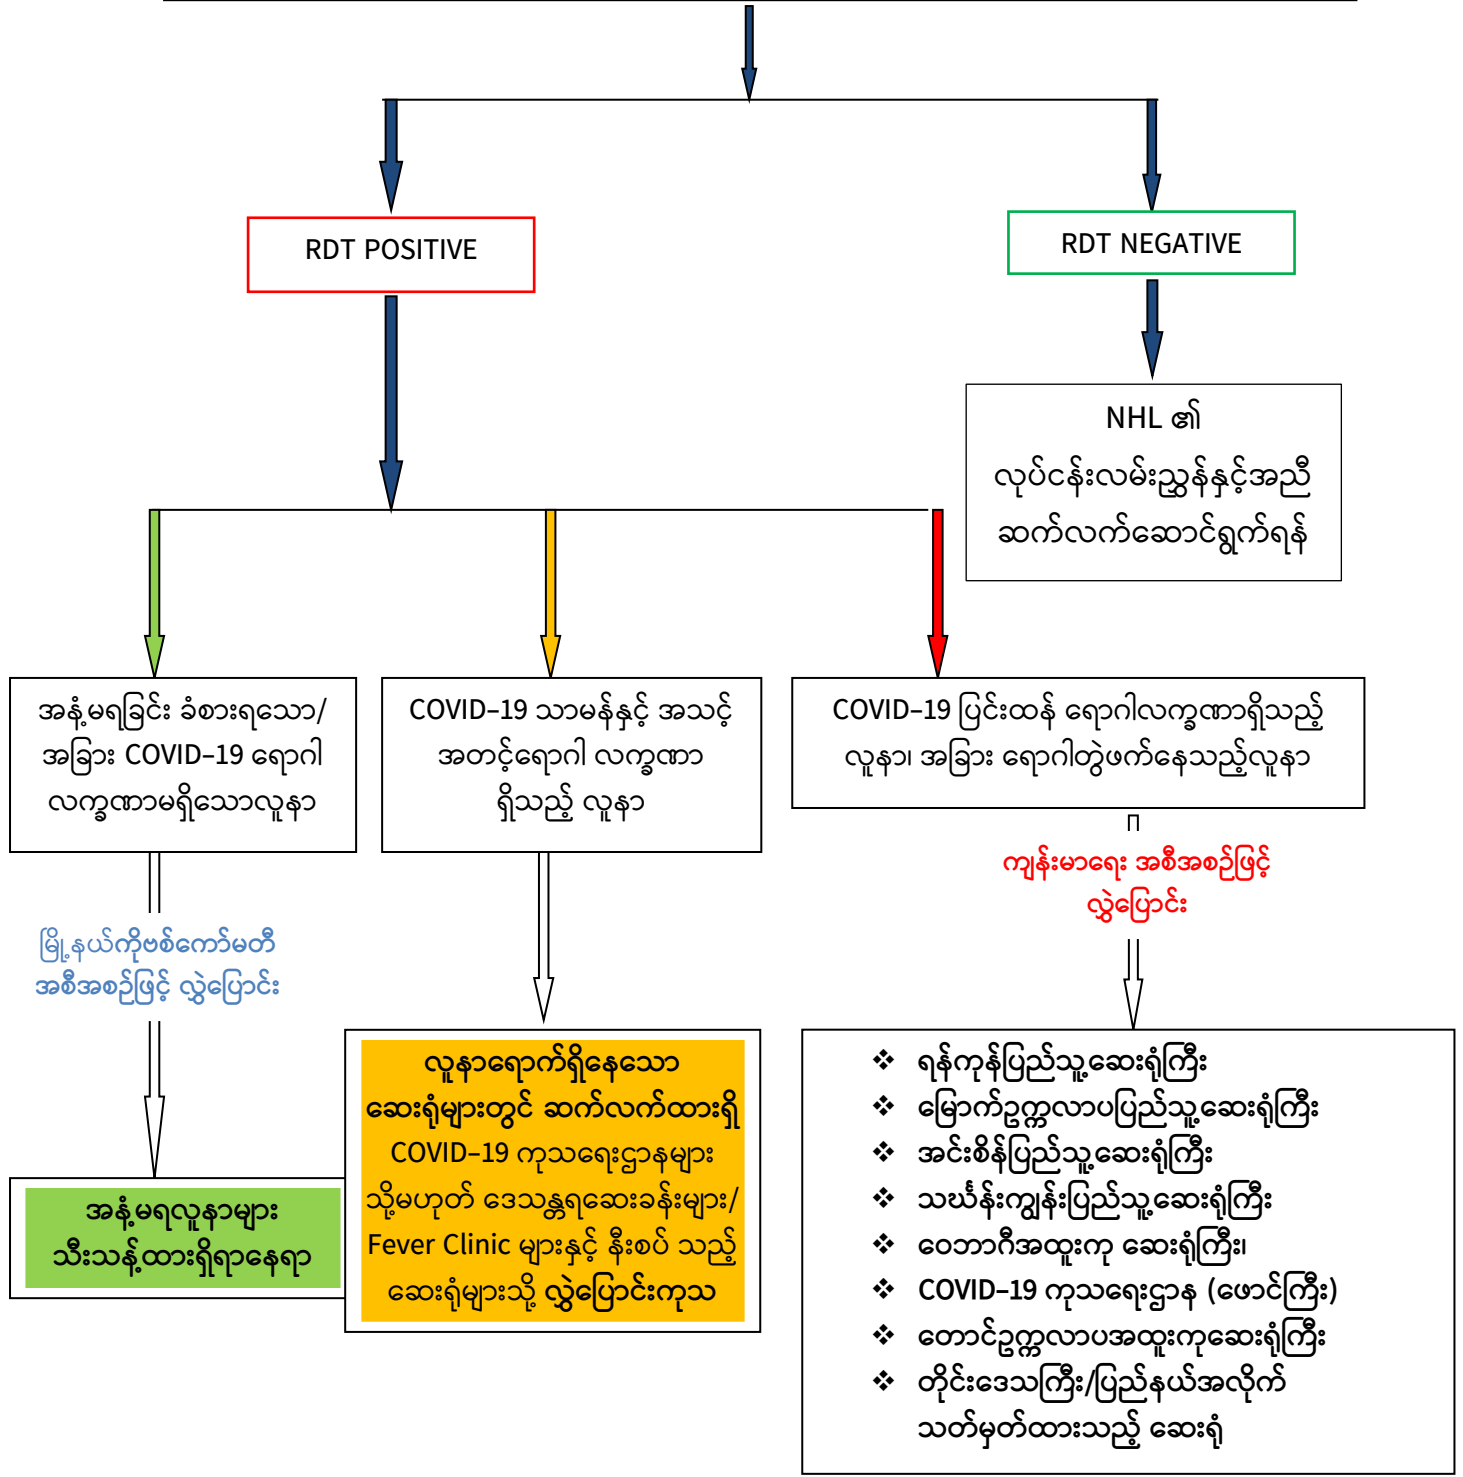 RDT POSITIVE
RDT NEGATIVE
NHL ၏
လုပ်ငန်းလမ်းညွှန်နှင့်အညီ
ဆက်လက်ဆောင်ရွက်ရန်
အနံ့မရခြင်း ခံစားရသော/
အခြား COVID–19 ရောဂါ
လက္ခဏာမရှိသောလူနာ
COVID–19 သာမန်နှင့် အသင့်
အတင့်ရောဂါ လက္ခဏာ
ရှိသည့် လူနာ
COVID–19 ပြင်းထန် ရောဂါလက္ခဏာရှိသည့်
လူနာ၊ အခြား ရောဂါတွဲဖက်နေသည့်လူနာ
မြို့နယ်ကိုဗစ်ကော်မတီ
အစီအစဉ်ဖြင့် လွှဲပြောင်း
ကျန်းမာရေး အစီအစဉ်ဖြင့်
လွှဲပြောင်း
အနံ့မရလူနာများ
သီးသန့်ထားရှိရာနေရာ
လူနာရောက်ရှိနေသော
ဆေးရုံများတွင် ဆက်လက်ထားရှိ
COVID–19 ကုသရေးဌာနများ
သို့မဟုတ် ဒေသန္တရဆေးခန်းများ/
Fever Clinic များနှင့် နီးစပ် သည့်
ဆေးရုံများသို့ လွှဲပြောင်းကုသ
❖ ရန်ကုန်ပြည်သူ့ဆေးရုံကြီး
❖ မြောက်ဥက္ကလာပပြည်သူ့ဆေးရုံကြီး
❖ အင်းစိန်ပြည်သူ့ဆေးရုံကြီး
❖ သင်္ဃန်းကျွန်းပြည်သူ့ဆေးရုံကြီး
❖ ဝေဘာဂီအထူးကု ဆေးရုံကြီး၊
❖ COVID–19 ကုသရေးဌာန (ဖောင်ကြီး)
❖ တောင်ဥက္ကလာပအထူးကုဆေးရုံကြီး
❖ တိုင်းဒေသကြီး/ပြည်နယ်အလိုက်
သတ်မှတ်ထားသည့် ဆေးရုံ